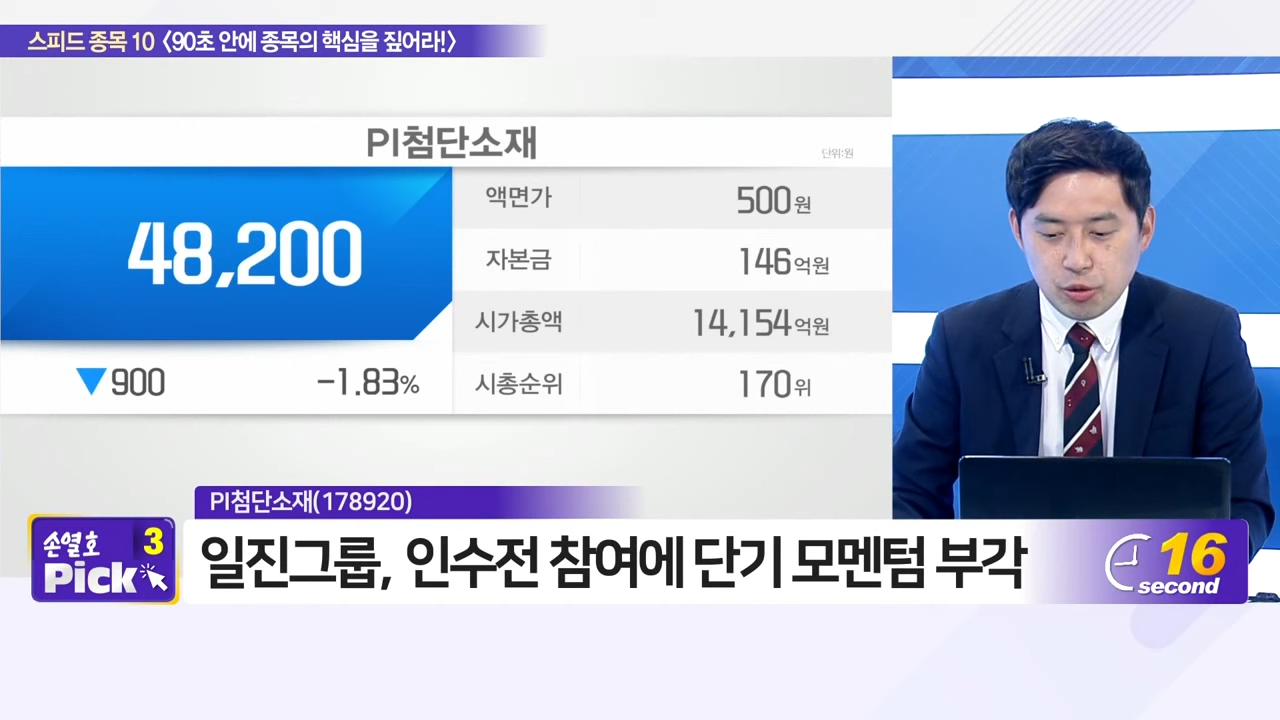 스피드 종목 10 〈90초 안에 종목의 핵심을 짚어라!〉
PI첨단소재
단위:원
48,200
▼900 -1.83%
액면가 500원
자본금 146억원
시가총액 14,154억원
시총순위 170위
PI첨단소재(178920)
손열호 3
Pick
일진그룹, 인수전 참여에 단기 모멘텀 부각
16
second